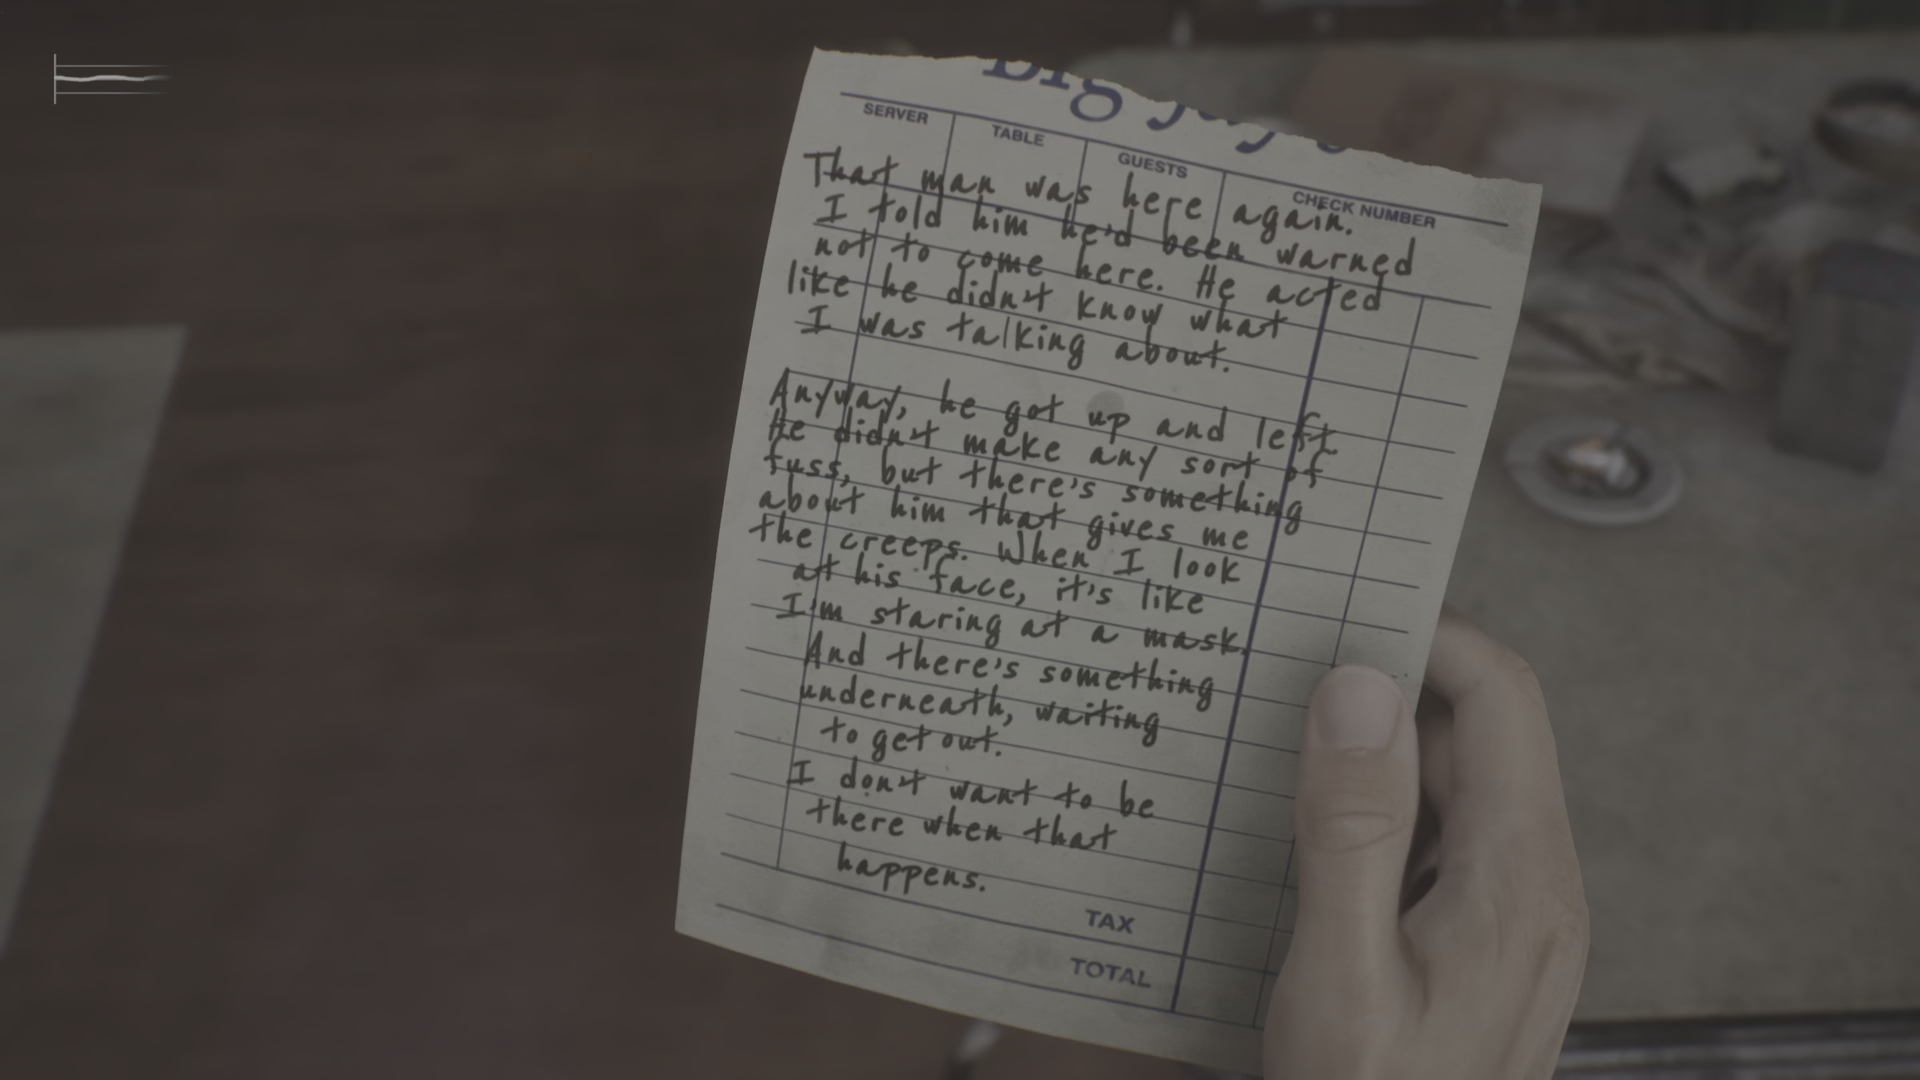 Big Jay's
SERVER TABLE GUESTS CHECK NUMBER
That man was here again.
I told him he'd been warned
not to come here. He acted
like he didn't know what
I was talking about.
Anyway, he got up and left.
He didn't make any sort of
fuss, but there's something
about him that gives me
the creeps. When I look
at his face, it's like
I'm staring at a mask.
And there's something
underneath, waiting
to get out.
I don't want to be
there when that
happens.
TAX
TOTAL